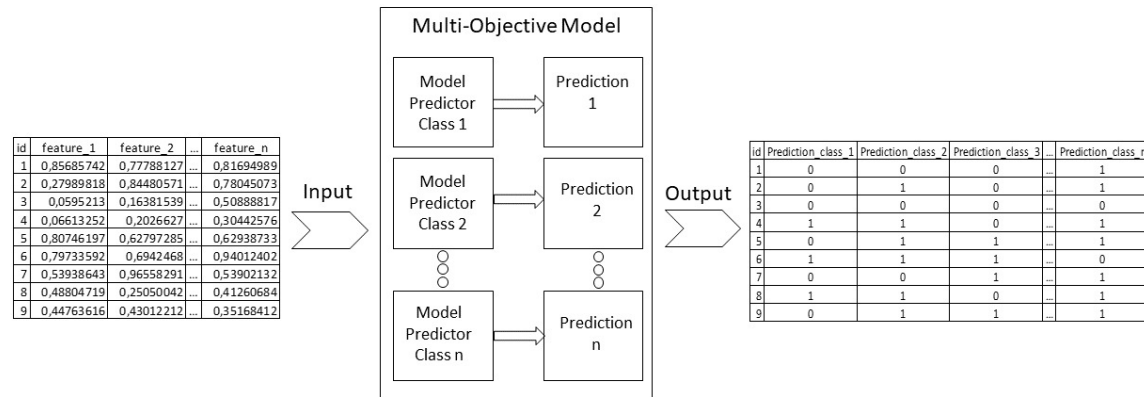 Multi-Objective Model
Model
Predictor
Class 1
Prediction
1
Model
Predictor
Class 2
Prediction
2
Model
Predictor
Class n
Prediction
n
id feature_1 feature_2 ... feature_n
1 0,85685742 0,77788127 ... 0,81694989
2 0,27989818 0,84480571 ... 0,78045073
3 0,0595213 0,16381539 ... 0,50888817
4 0,06613252 0,2026627 ... 0,30442576
5 0,80746197 0,62797285 ... 0,62938733
6 0,79733592 0,6942468 ... 0,94012402
7 0,53938643 0,96558291 ... 0,53902132
8 0,48804719 0,25050042 ... 0,41260684
9 0,44763616 0,43012212 ... 0,35168412
Input
Output
id Prediction_class_1 Prediction_class_2 Prediction_class_3 ... Prediction_class_n
1 0 0 0 ... 1
2 0 1 0 ... 1
3 0 0 0 ... 0
4 1 1 0 ... 1
5 0 1 1 ... 1
6 1 1 1 ... 0
7 0 0 1 ... 1
8 1 1 0 ... 1
9 0 1 1 ... 1